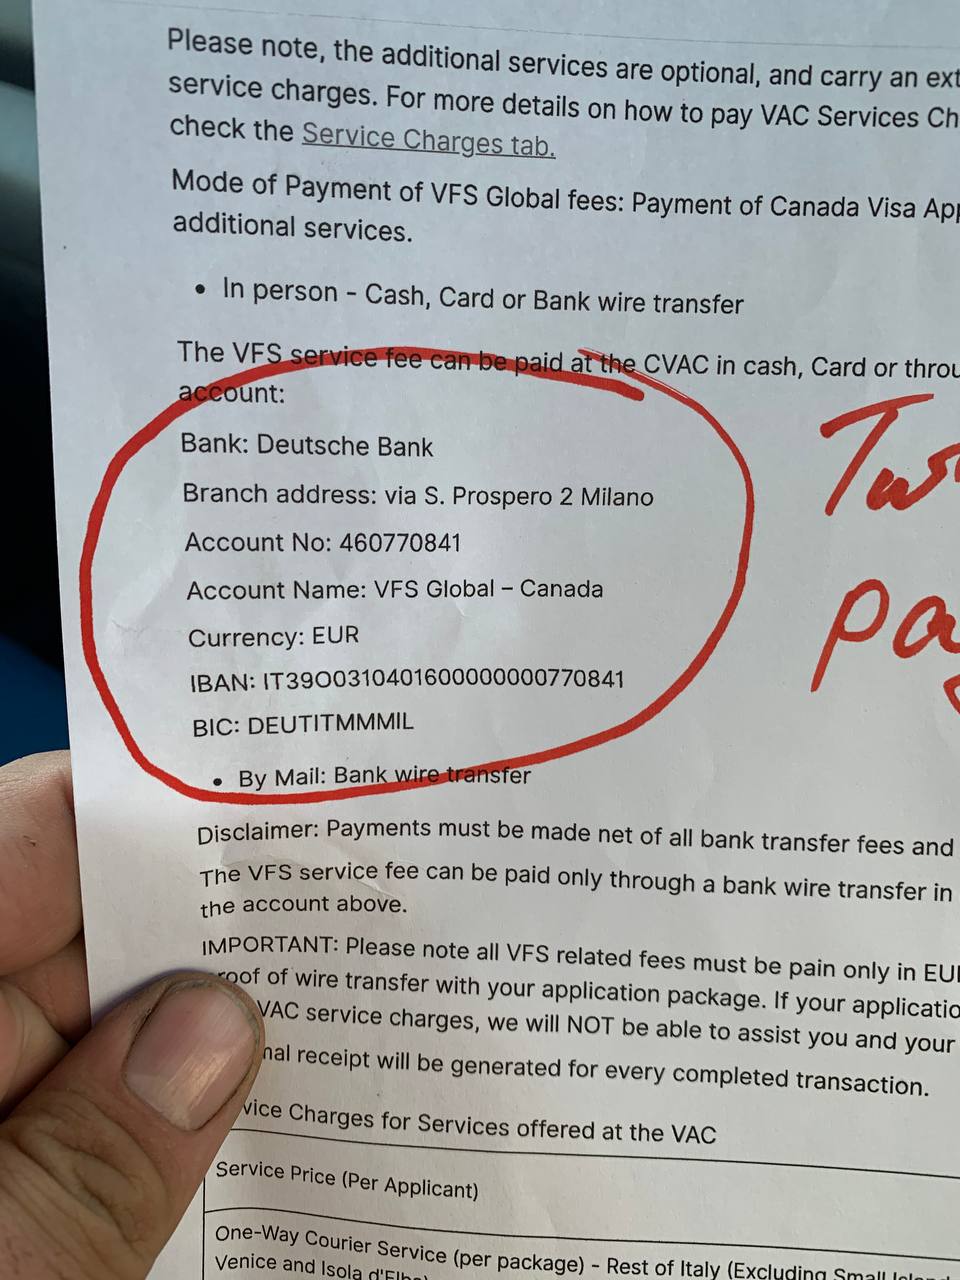 Please note, the additional services are optional, and carry an ext
service charges. For more details on how to pay VAC Services Ch
check the Service Charges tab.
Mode of Payment of VFS Global fees: Payment of Canada Visa App
additional services.
• In person - Cash, Card or Bank wire transfer
The VFS service fee can be paid at the CVAC in cash, Card or throu
account:
Bank: Deutsche Bank
Branch address: via S. Prospero 2 Milano
Account No: 460770841
Account Name: VFS Global – Canada
Currency: EUR
IBAN: IT39O0310401600000000770841
BIC: DEUTITMMMIL
• By Mail: Bank wire transfer
Disclaimer: Payments must be made net of all bank transfer fees and
The VFS service fee can be paid only through a bank wire transfer in
the account above.
IMPORTANT: Please note all VFS related fees must be pain only in EU
roof of wire transfer with your application package. If your applicatio
VAC service charges, we will NOT be able to assist you and your
nal receipt will be generated for every completed transaction.
vice Charges for Services offered at the VAC
Service Price (Per Applicant)
One-Way Courier Service (per package) - Rest of Italy (Excluding Small
Venice and Isola